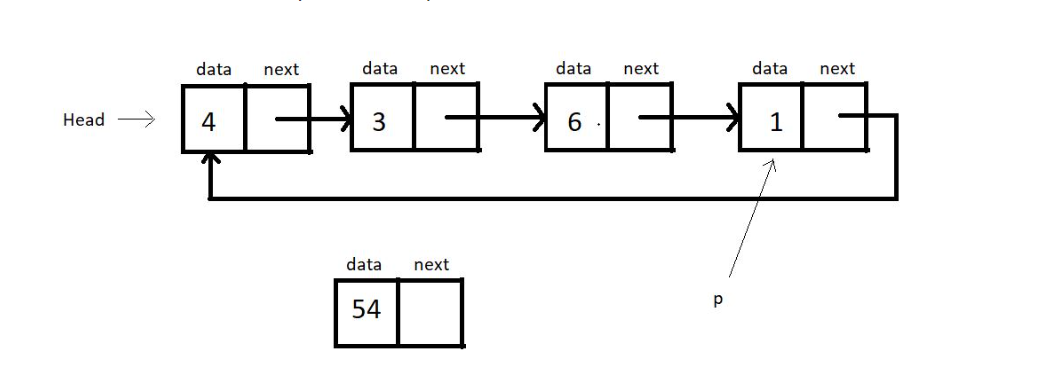 data next data next data next data next
Head 4 3 6 1
data next
54
p